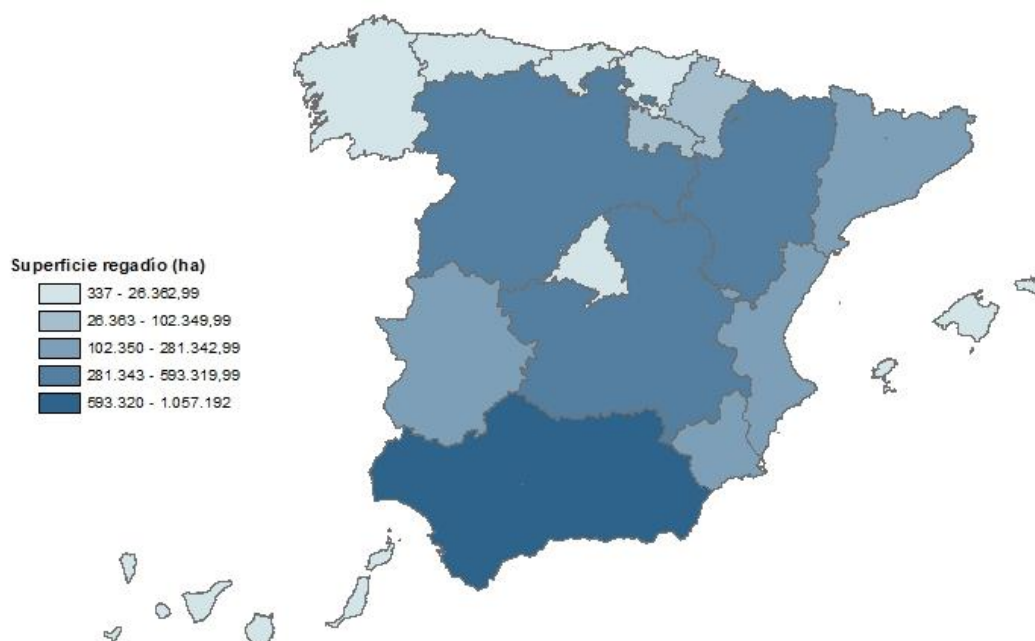 Superficie regadío (ha)
337 - 26.362,99
26.363 - 102.349,99
102.350 - 281.342,99
281.343 - 593.319,99
593.320 - 1.057.192